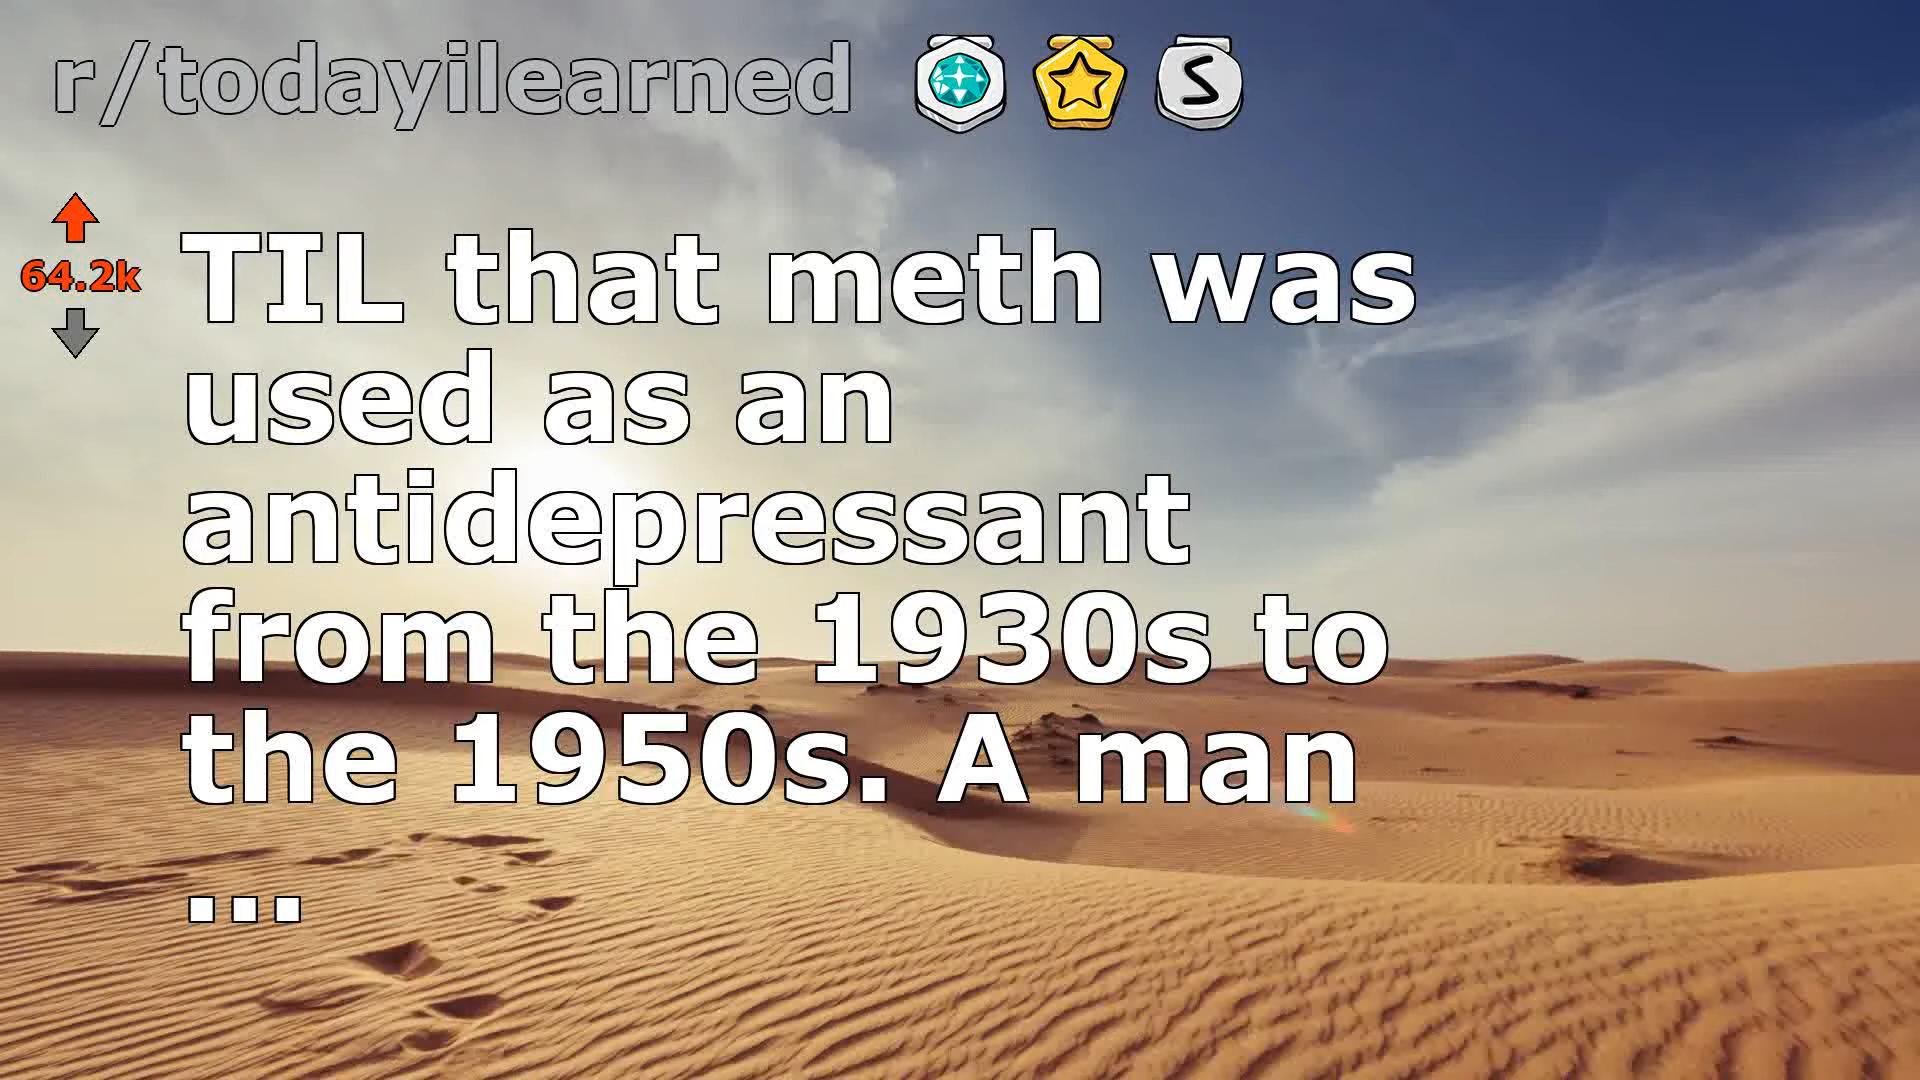 r/todayilearned
64.2k
TIL that meth was
used as an
antidepressant
from the 1930s to
the 1950s. A man
...
S